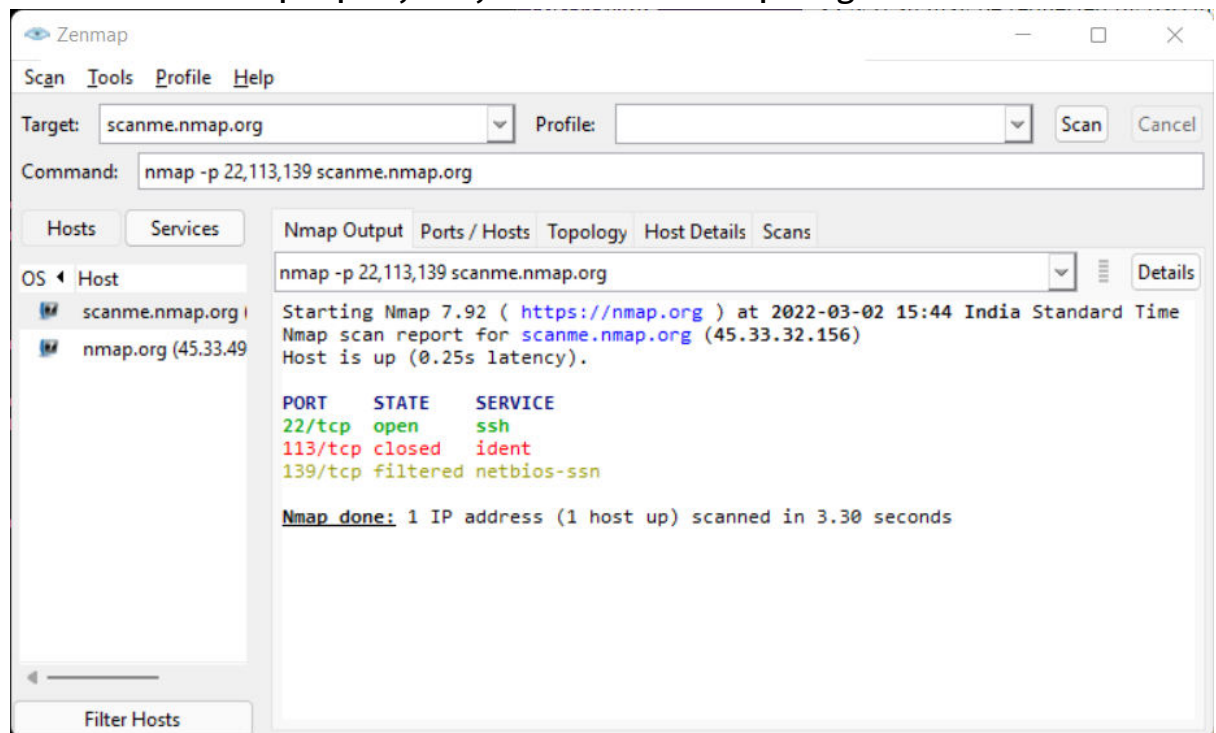 Zenmap
Scan Tools Profile Help
Target: scanme.nmap.org Profile: Scan Cancel
Command: nmap -p 22,113,139 scanme.nmap.org
Hosts Services Nmap Output Ports / Hosts Topology Host Details Scans
OS Host nmap -p 22,113,139 scanme.nmap.org Details
scanme.nmap.org (
nmap.org (45.33.49
Starting Nmap 7.92 ( https://nmap.org ) at 2022-03-02 15:44 India Standard Time
Nmap scan report for scanme.nmap.org (45.33.32.156)
Host is up (0.25s latency).
PORT STATE SERVICE
22/tcp open ssh
113/tcp closed ident
139/tcp filtered netbios-ssn
Nmap done: 1 IP address (1 host up) scanned in 3.30 seconds
Filter Hosts